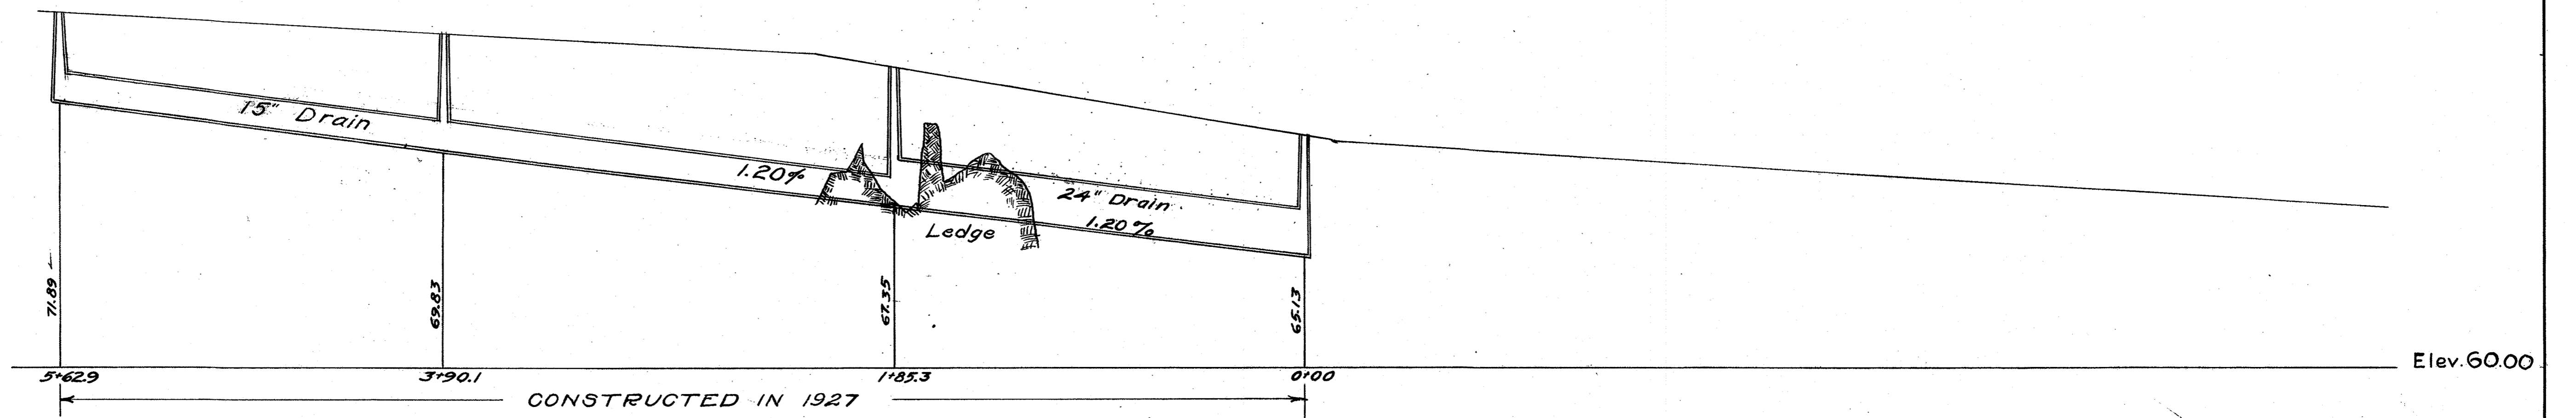 15" Drain
1.20%
24" Drain
1.20%
Ledge
71.89
69.83
67.35
65.13
Elev. 60.00
5+62.9
3+90.1
1+85.3
0+00
CONSTRUCTED IN 1927